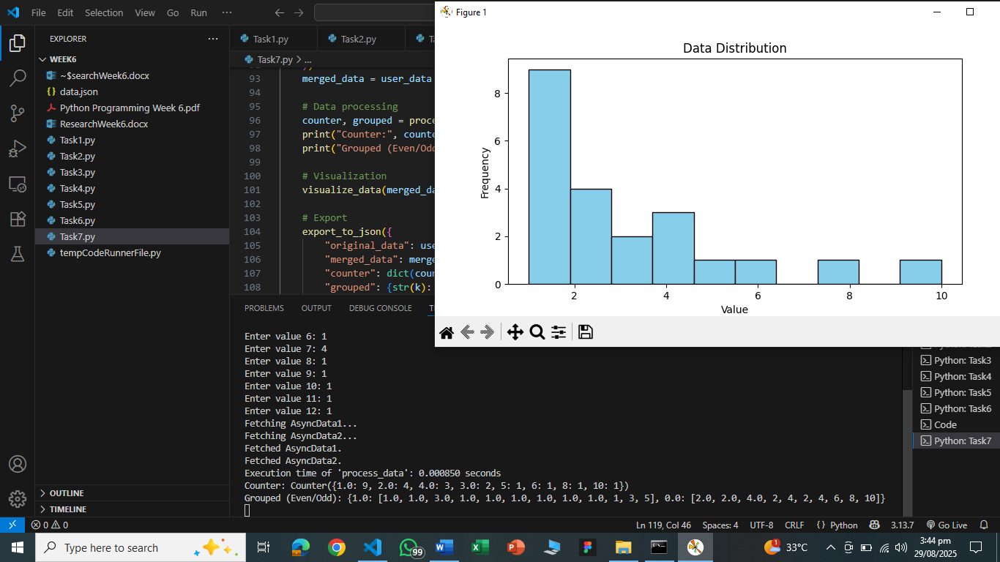 File Edit Selection View Go Run ···
Figure 1
EXPLORER
WEEK6
~$searchWeek6.docx
data.json
Python Programming Week 6.pdf
ResearchWeek6.docx
Task1.py
Task2.py
Task3.py
Task4.py
Task5.py
Task6.py
Task7.py
tempCodeRunnerFile.py
OUTLINE
TIMELINE
Task1.py Task2.py
Task7.py > ...
93 merged_data = user_data
94
95 # Data processing
96 counter, grouped =
97 print("Counter:",
98 print("Grouped
99
100 # Visualization
101 visualize_data(
102
103 # Export
104 export_to_json({
105 "original_data":
106 "merged_data":
107 "counter": dict(
108 "grouped": {str(k):
Data Distribution
Frequency
8
6
4
2
0
2 4 6 8 10
Value
PROBLEMS OUTPUT DEBUG CONSOLE
Enter value 6: 1
Enter value 7: 4
Enter value 8: 1
Enter value 9: 1
Enter value 10: 1
Enter value 11: 1
Enter value 12: 1
Fetching AsyncData1...
Fetching AsyncData2...
Fetched AsyncData1.
Fetched AsyncData2.
Execution time of 'process_data': 0.000850 seconds
Counter: Counter({1.0: 9, 2.0: 4, 4.0: 3, 3.0: 2, 5: 1, 6: 1, 8: 1, 10: 1})
Grouped (Even/Odd): {1.0: [1.0, 1.0, 3.0, 1.0, 1.0, 1.0, 1.0, 1.0, 1.0, 1, 3, 5], 0.0: [2.0, 2.0, 4.0, 2, 4, 2, 4, 6, 8, 10]}
Python: Task3
Python: Task4
Python: Task5
Python: Task6
Code
Python: Task7
0 0
Ln 119, Col 46 Spaces: 4 UTF-8 CRLF {} Python 3.13.7 Go Live
Type here to search
99
1
33°C
3:44 pm
29/08/2025